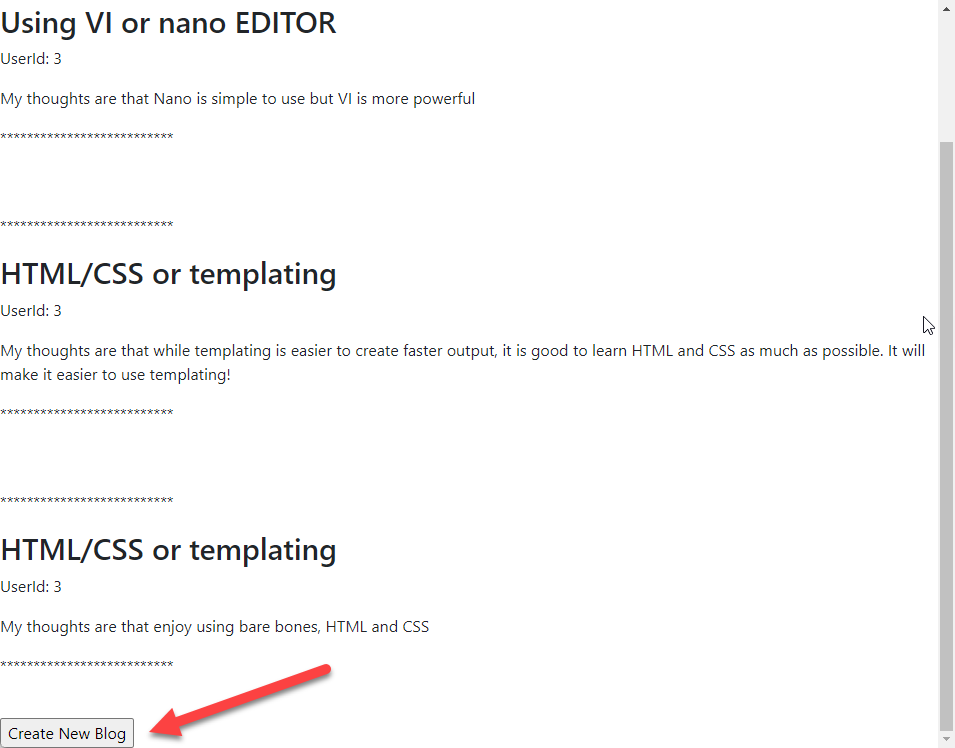 Using VI or nano EDITOR
UserId: 3
My thoughts are that Nano is simple to use but VI is more powerful
**************************
**************************
HTML/CSS or templating
UserId: 3
My thoughts are that while templating is easier to create faster output, it is good to learn HTML and CSS as much as possible. It will
make it easier to use templating!
**************************
**************************
HTML/CSS or templating
UserId: 3
My thoughts are that enjoy using bare bones, HTML and CSS
**************************
Create New Blog